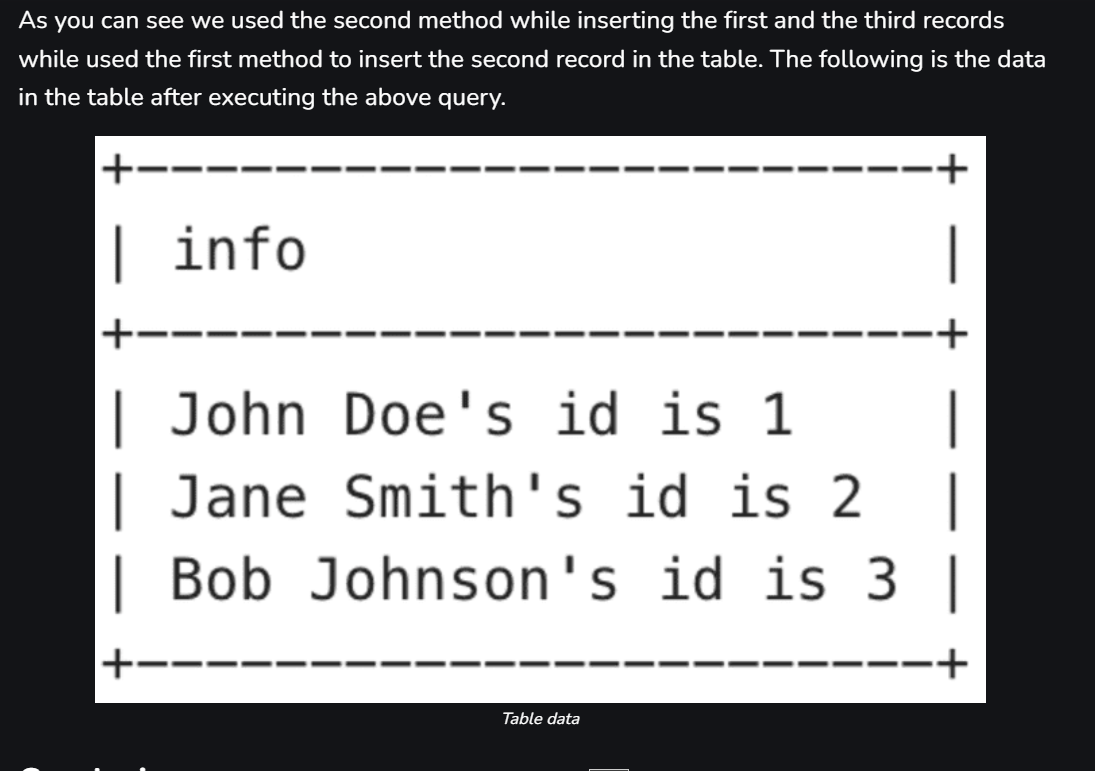 As you can see we used the second method while inserting the first and the third records
while used the first method to insert the second record in the table. The following is the data
in the table after executing the above query.
+------------------------+
| info                   |
+------------------------+
| John Doe's id is 1     |
| Jane Smith's id is 2   |
| Bob Johnson's id is 3  |
+------------------------+
Table data